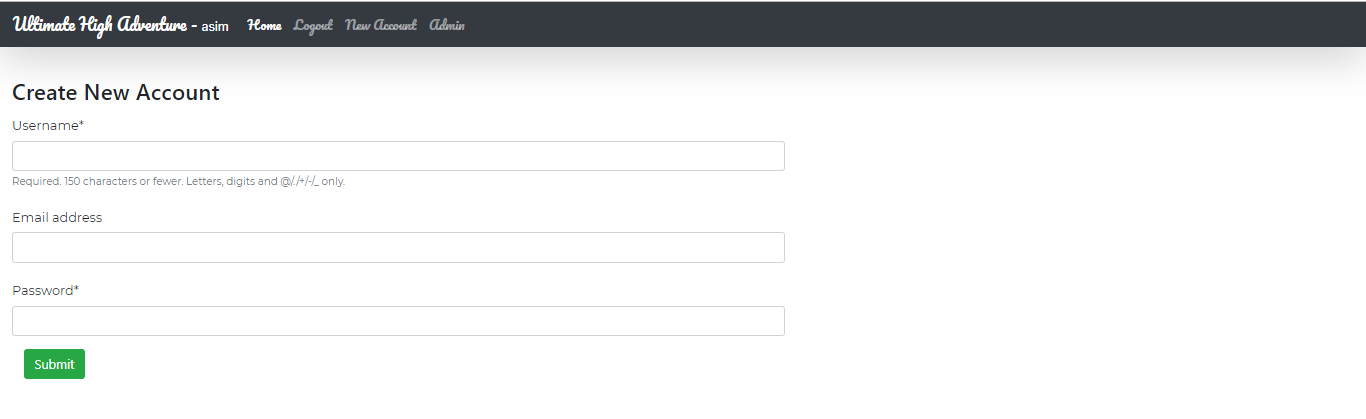 Ultimate High Adventure - asim Home Logout New Account Admin
Create New Account
Username*
Required. 150 characters or fewer. Letters, digits and @/./+/-/_ only.
Email address
Password*
Submit